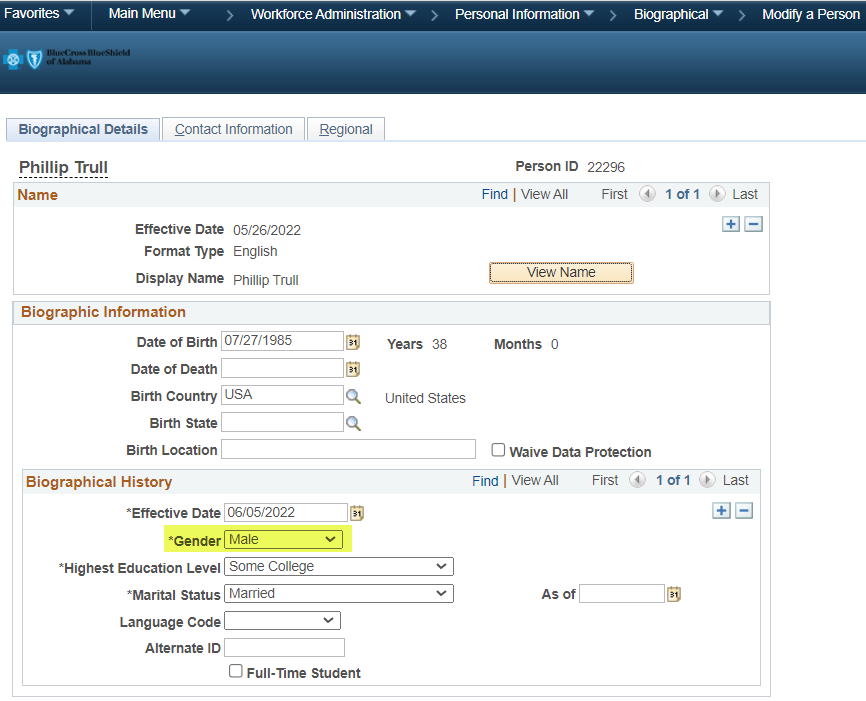 Favorites Main Menu > Workforce Administration > Personal Information > Biographical > Modify a Person
BlueCross BlueShield
of Alabama
Biographical Details Contact Information Regional
Phillip Trull Person ID 22296
Name Find | View All First 1 of 1 Last
Effective Date 05/26/2022
Format Type English
Display Name Phillip Trull View Name
Biographic Information
Date of Birth 07/27/1985 31 Years 38 Months 0
Date of Death 31
Birth Country USA United States
Birth State
Birth Location Waive Data Protection
Biographical History Find | View All First 1 of 1 Last
*Effective Date 06/05/2022 31
*Gender Male
*Highest Education Level Some College
*Marital Status Married As of 31
Language Code
Alternate ID
Full-Time Student